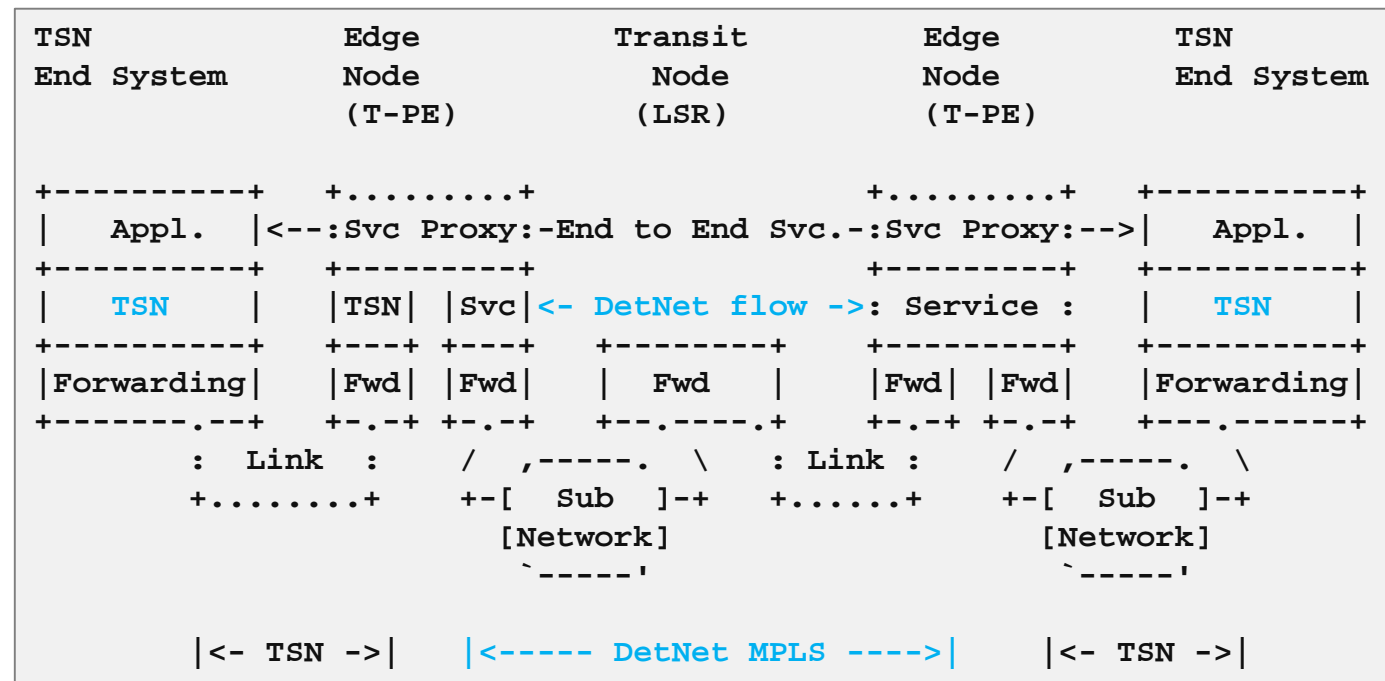 TSN              Edge           Transit         Edge         TSN
End System       Node             Node          Node         End System
                 (T-PE)          (LSR)          (T-PE)

+----------+    +.........+                    +.........+    +----------+
|   Appl.  |<--:Svc Proxy:-End to End Svc.-:Svc Proxy:-->|   Appl.  |
+----------+    +---------+                    +---------+    +----------+
|   TSN    |    |TSN| |Svc|<- DetNet flow ->: Service :    |   TSN    |
+----------+    +---+ +---+    +--------+     +---------+    +----------+
|Forwarding|    |Fwd| |Fwd|    |  Fwd   |     |Fwd| |Fwd|    |Forwarding|
+-------.--+    +-.-+ +-.-+    +--.----.+     +-.-+ +-.-+    +---.------+
        :  Link  :    /  ,-----.  \   : Link :    /  ,-----.  \
        +........+    +-[  Sub  ]-+   +......+    +-[  Sub  ]-+
                        [Network]                   [Network]
                         `-----'                     `-----'

        |<- TSN ->|   |<----- DetNet MPLS ---->|    |<- TSN ->|